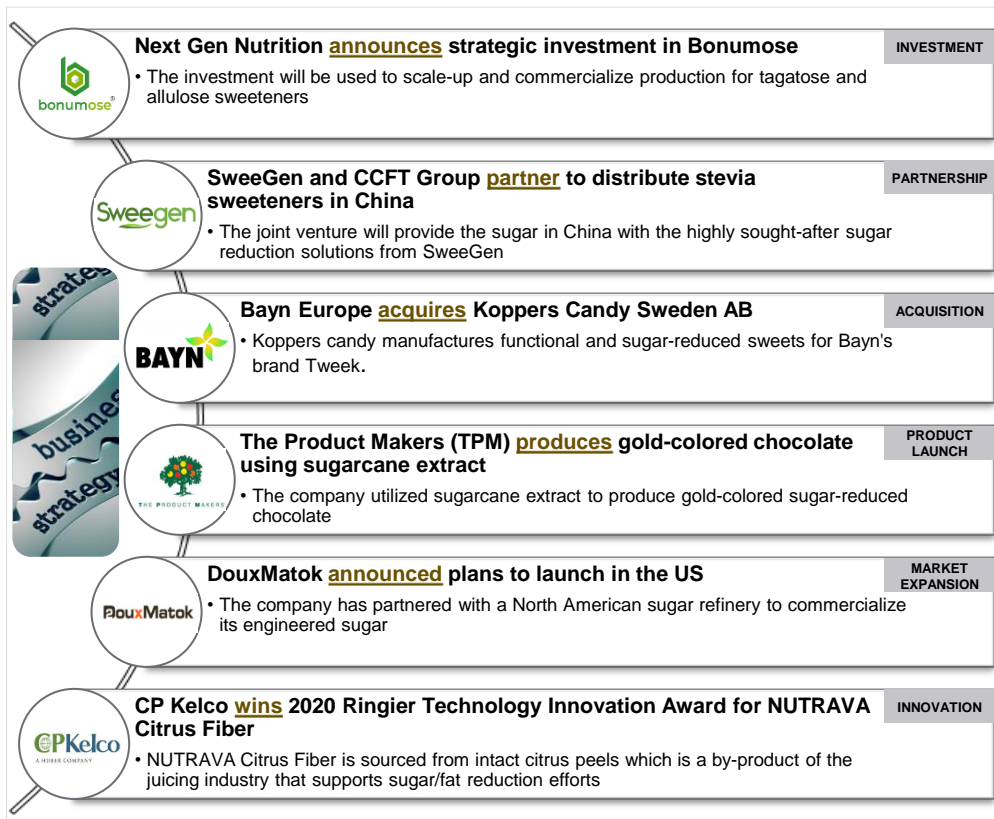 bonumose®
Next Gen Nutrition announces strategic investment in Bonumose
INVESTMENT
• The investment will be used to scale-up and commercialize production for tagatose and
allulose sweeteners
Sweegen
SweeGen and CCFT Group partner to distribute stevia
sweeteners in China
PARTNERSHIP
• The joint venture will provide the sugar in China with the highly sought-after sugar
reduction solutions from SweeGen
strateg
business
strategy
BAYN
Bayn Europe acquires Koppers Candy Sweden AB
ACQUISITION
• Koppers candy manufactures functional and sugar-reduced sweets for Bayn's
brand Tweek.
THE PRODUCT MAKERS
The Product Makers (TPM) produces gold-colored chocolate
using sugarcane extract
PRODUCT
LAUNCH
• The company utilized sugarcane extract to produce gold-colored sugar-reduced
chocolate
DouxMatok
DouxMatok announced plans to launch in the US
MARKET
EXPANSION
• The company has partnered with a North American sugar refinery to commercialize
its engineered sugar
CPKelco
A HUBER COMPANY
CP Kelco wins 2020 Ringier Technology Innovation Award for NUTRAVA
Citrus Fiber
INNOVATION
• NUTRAVA Citrus Fiber is sourced from intact citrus peels which is a by-product of the
juicing industry that supports sugar/fat reduction efforts